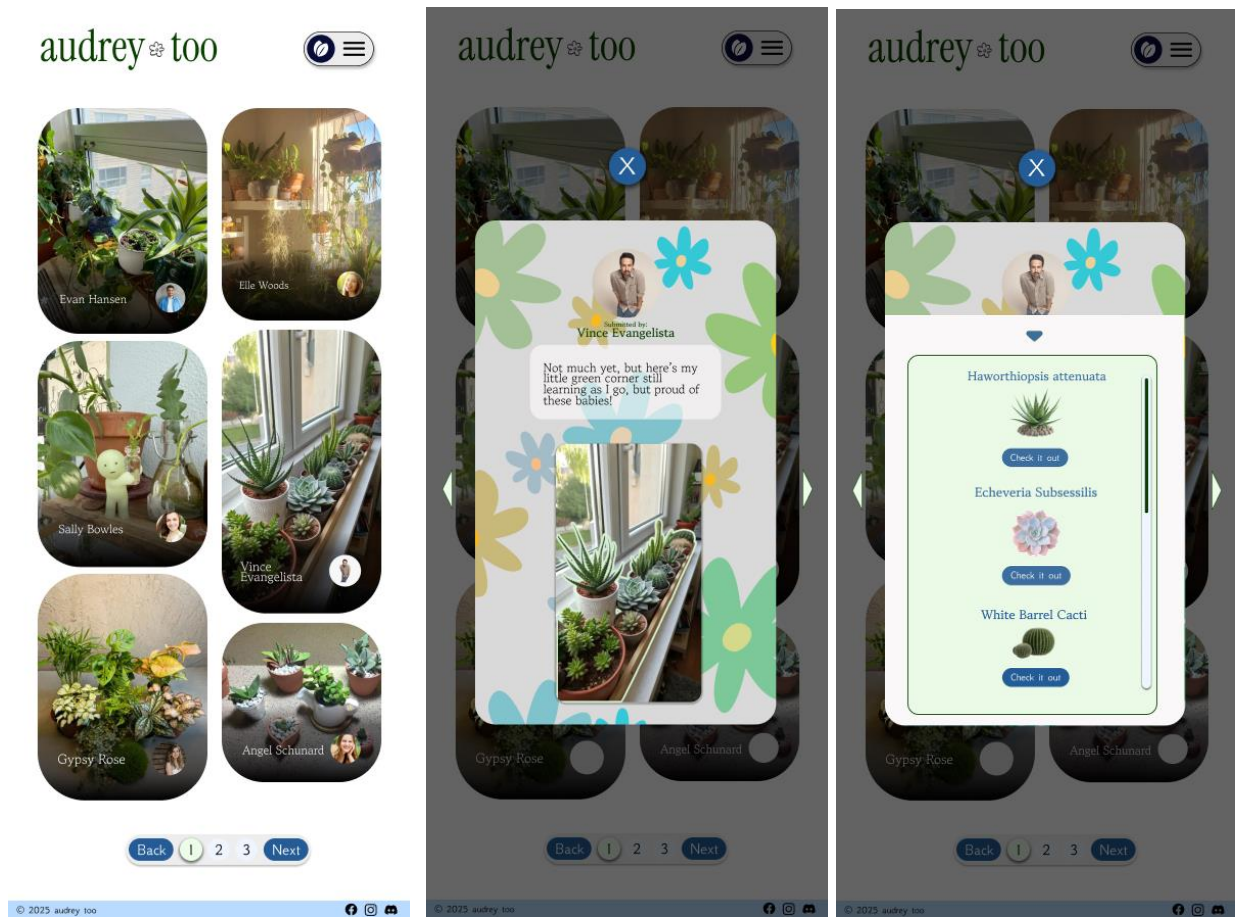 audrey too
Evan Hansen
Elle Woods
Sally Bowles
Vince
Evangelista
Gypsy Rose
Angel Schunard
Back 1 2 3 Next
© 2025 audrey too
audrey too
X
Submitted by:
Vince Evangelista
Not much yet, but here's my
little green corner still
learning as I go, but proud of
these babies!
Gypsy Rose
Angel Schunard
Back 1 2 3 Next
© 2025 audrey too
audrey too
X
Haworthiopsis attenuata
Check it out
Echeveria Subsessilis
Check it out
White Barrel Cacti
Check it out
Gypsy Rose
Angel Schunard
Back 1 2 3 Next
© 2025 audrey too